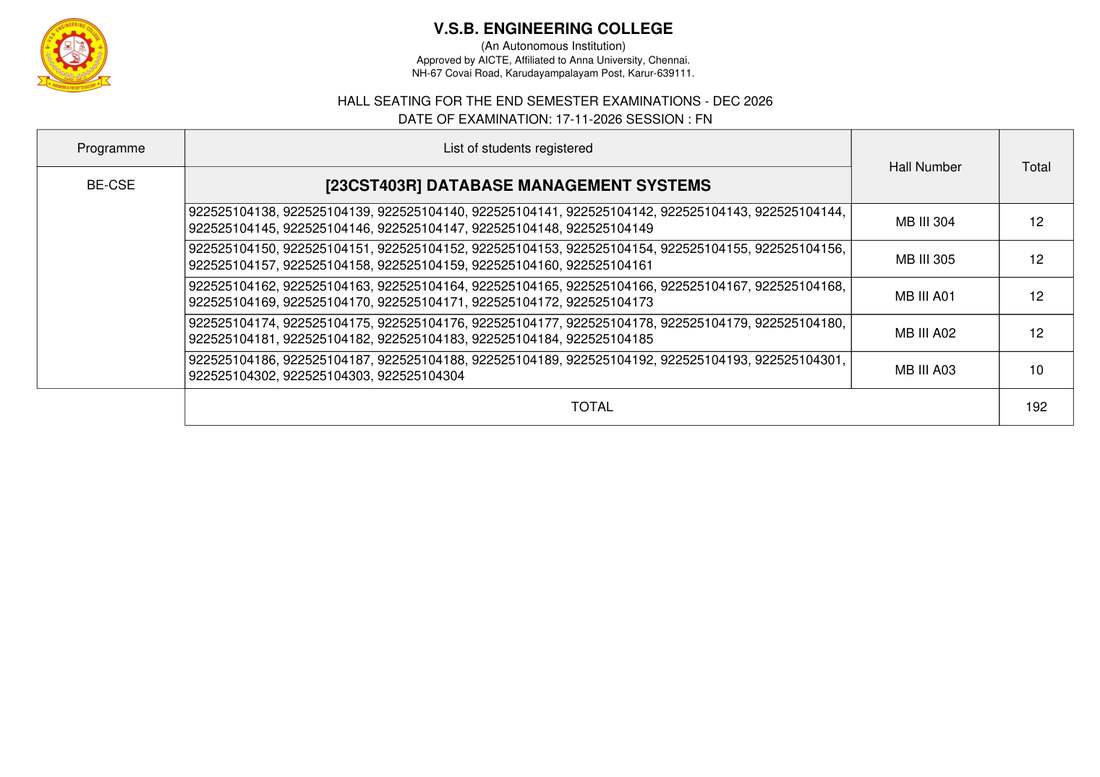 V.S.B. ENGINEERING COLLEGE
(An Autonomous Institution)
Approved by AICTE, Affiliated to Anna University, Chennai.
NH-67 Covai Road, Karudayampalayam Post, Karur-639111.
HALL SEATING FOR THE END SEMESTER EXAMINATIONS - DEC 2026
DATE OF EXAMINATION: 17-11-2026 SESSION : FN
Programme
List of students registered
Hall Number
Total
BE-CSE
[23CST403R] DATABASE MANAGEMENT SYSTEMS
922525104138, 922525104139, 922525104140, 922525104141, 922525104142, 922525104143, 922525104144,
922525104145, 922525104146, 922525104147, 922525104148, 922525104149
MB III 304
12
922525104150, 922525104151, 922525104152, 922525104153, 922525104154, 922525104155, 922525104156,
922525104157, 922525104158, 922525104159, 922525104160, 922525104161
MB III 305
12
922525104162, 922525104163, 922525104164, 922525104165, 922525104166, 922525104167, 922525104168,
922525104169, 922525104170, 922525104171, 922525104172, 922525104173
MB III A01
12
922525104174, 922525104175, 922525104176, 922525104177, 922525104178, 922525104179, 922525104180,
922525104181, 922525104182, 922525104183, 922525104184, 922525104185
MB III A02
12
922525104186, 922525104187, 922525104188, 922525104189, 922525104192, 922525104193, 922525104301,
922525104302, 922525104303, 922525104304
MB III A03
10
TOTAL
192